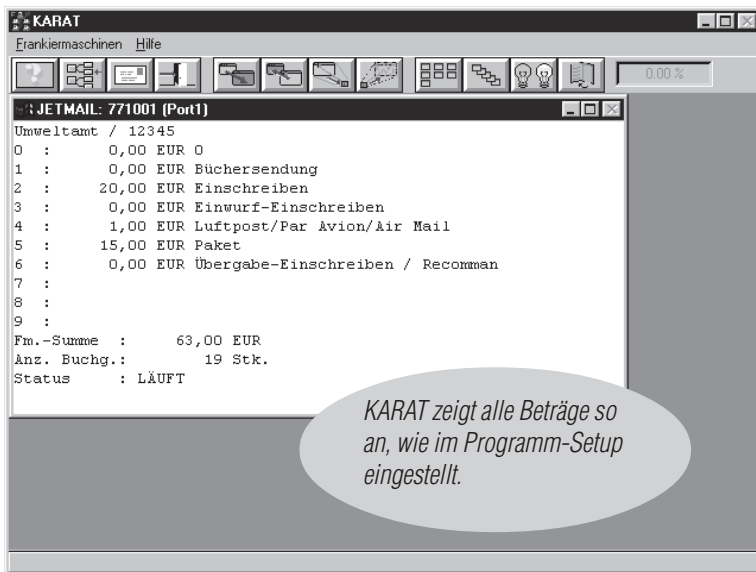 KARAT
Frankiermaschinen Hilfe
0.00 %
JETMAIL: 771001 (Port1)
Umweltamt / 12345
0 : 0,00 EUR 0
1 : 0,00 EUR Büchersendung
2 : 20,00 EUR Einschreiben
3 : 0,00 EUR Einwurf-Einschreiben
4 : 1,00 EUR Luftpost/Par Avion/Air Mail
5 : 15,00 EUR Paket
6 : 0,00 EUR Übergabe-Einschreiben / Recomman
7 :
8 :
9 :
Fm.-Summe : 63,00 EUR
Anz. Buchg.: 19 Stk.
Status : LÄUFT
KARAT zeigt alle Beträge so
an, wie im Programm-Setup
eingestellt.